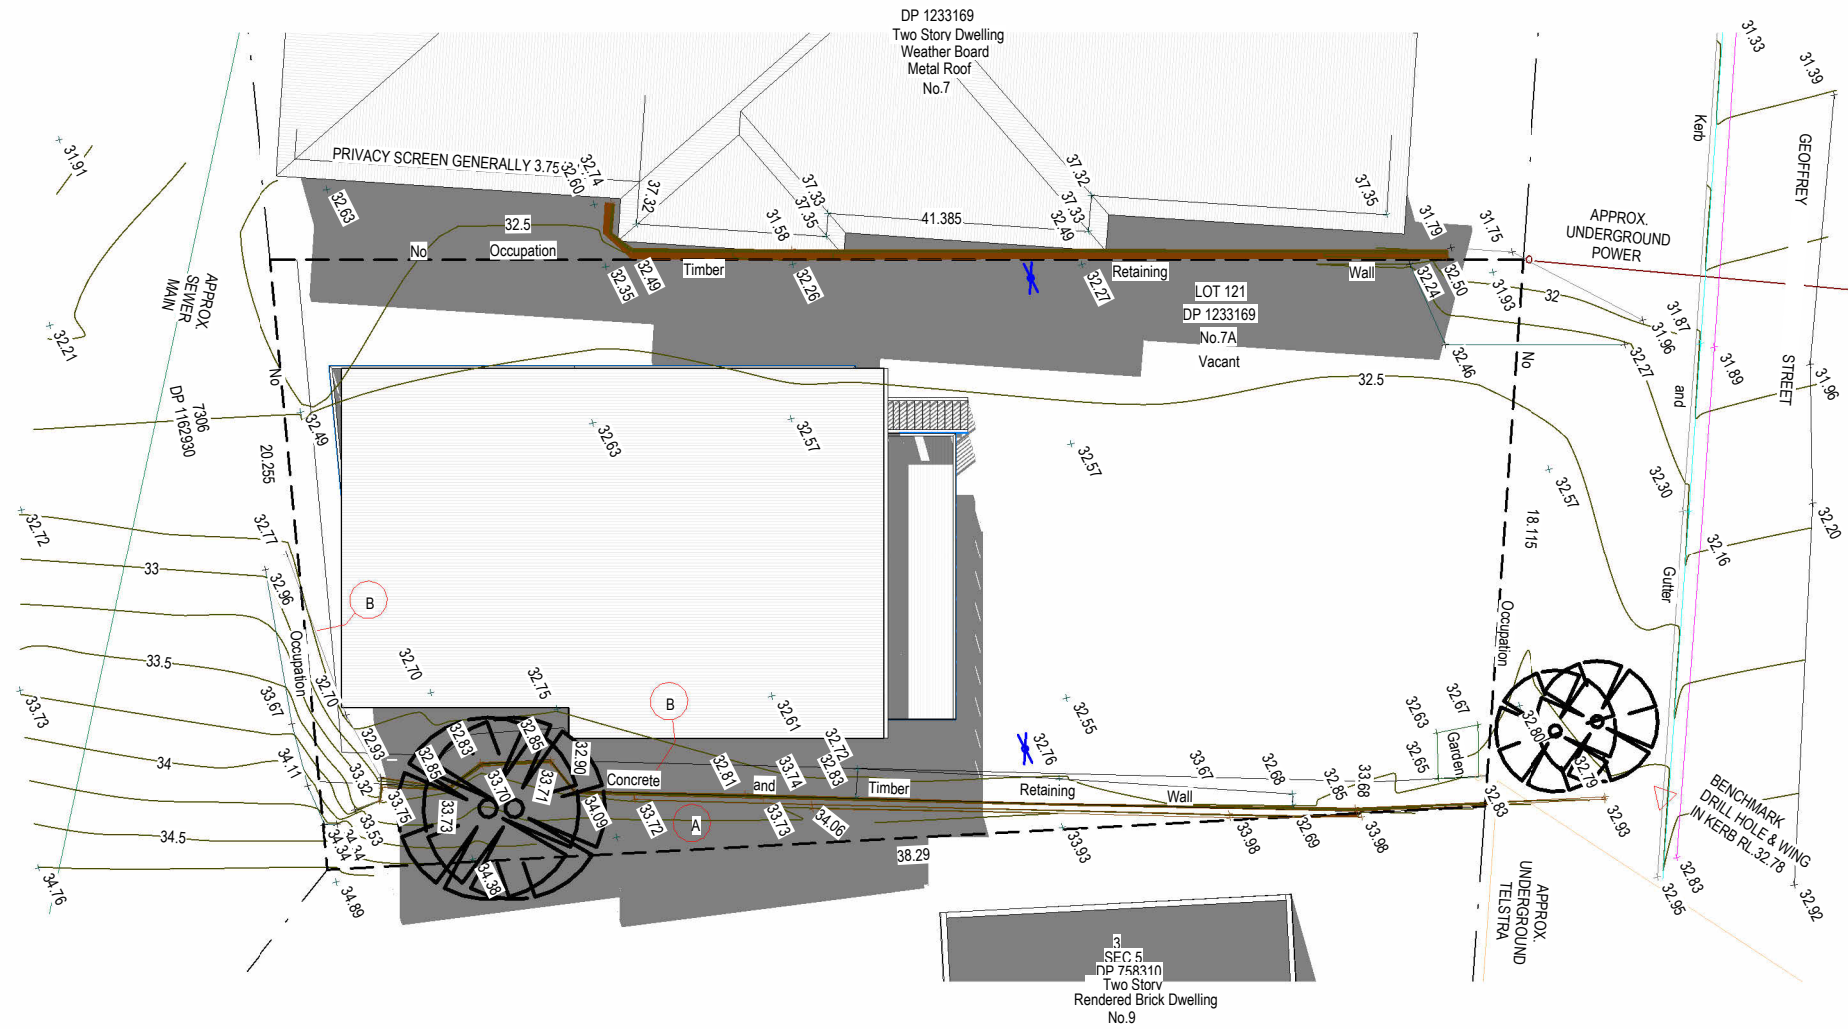 DP 1233169
Two Story Dwelling
Weather Board
Metal Roof
No.7
31.33
31.39
Kerb
GEOFFREY
31.91
PRIVACY SCREEN GENERALLY 3.75
32.60
32.74
32.63
37.32
37.33
37.35
31.58
41.385
37.32
37.33
32.49
37.35
31.79
31.75
APPROX.
UNDERGROUND
POWER
32.5
No
Occupation
Timber
32.35
32.49
32.26
32.27
Retaining
Wall
32.24
32.50
31.93
32
31.87
31.96
LOT 121
DP 1233169
No.7A
Vacant
APPROX.
SEWER
MAIN
32.21
No
32.46
No
32.27
31.89
STREET
31.96
32.5
and
7306
DP 1162930
32.49
20.255
32.63
32.57
32.57
32.57
32.30
32.72
32.77
18.115
32.20
32.16
33
32.96
B
Gutter
Occupation
Occupation
33.5
32.70
32.75
32.70
B
32.61
32.55
32.63
32.67
33.73
33.67
32.93
32.83
32.85
32.85
32.90
32.72
32.83
32.76
32.65
Garden
32.80
32.79
34
34.11
33.32
33.75
33.53
33.70
33.71
33.73
34.09
Concrete
32.81
and
33.74
Timber
Retaining
33.67
Wall
32.68
32.85
33.68
32.83
32.93
BENCHMARK
DRILL HOLE & WING
IN KERB RL.32.78
34.5
34.34
34.34
33.72
A
33.73
34.06
33.93
33.98
32.69
33.98
38.29
34.76
34.89
34.38
32.83
32.95
32.92
APPROX.
UNDERGROUND
TELSTRA
3
SEC 5
DP 758310
Two Story
Rendered Brick Dwelling
No.9